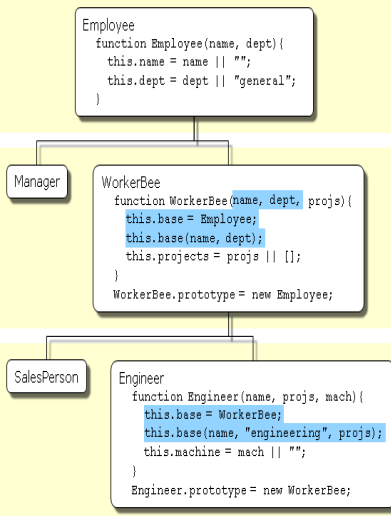 Employee
function Employee(name, dept){
this.name = name || "";
this.dept = dept || "general";
}
Manager
WorkerBee
function WorkerBee(name, dept, projs){
this.base = Employee;
this.base(name, dept);
this.projects = projs || [];
}
WorkerBee.prototype = new Employee;
SalesPerson
Engineer
function Engineer(name, projs, mach){
this.base = WorkerBee;
this.base(name, "engineering", projs);
this.machine = mach || "";
}
Engineer.prototype = new WorkerBee;